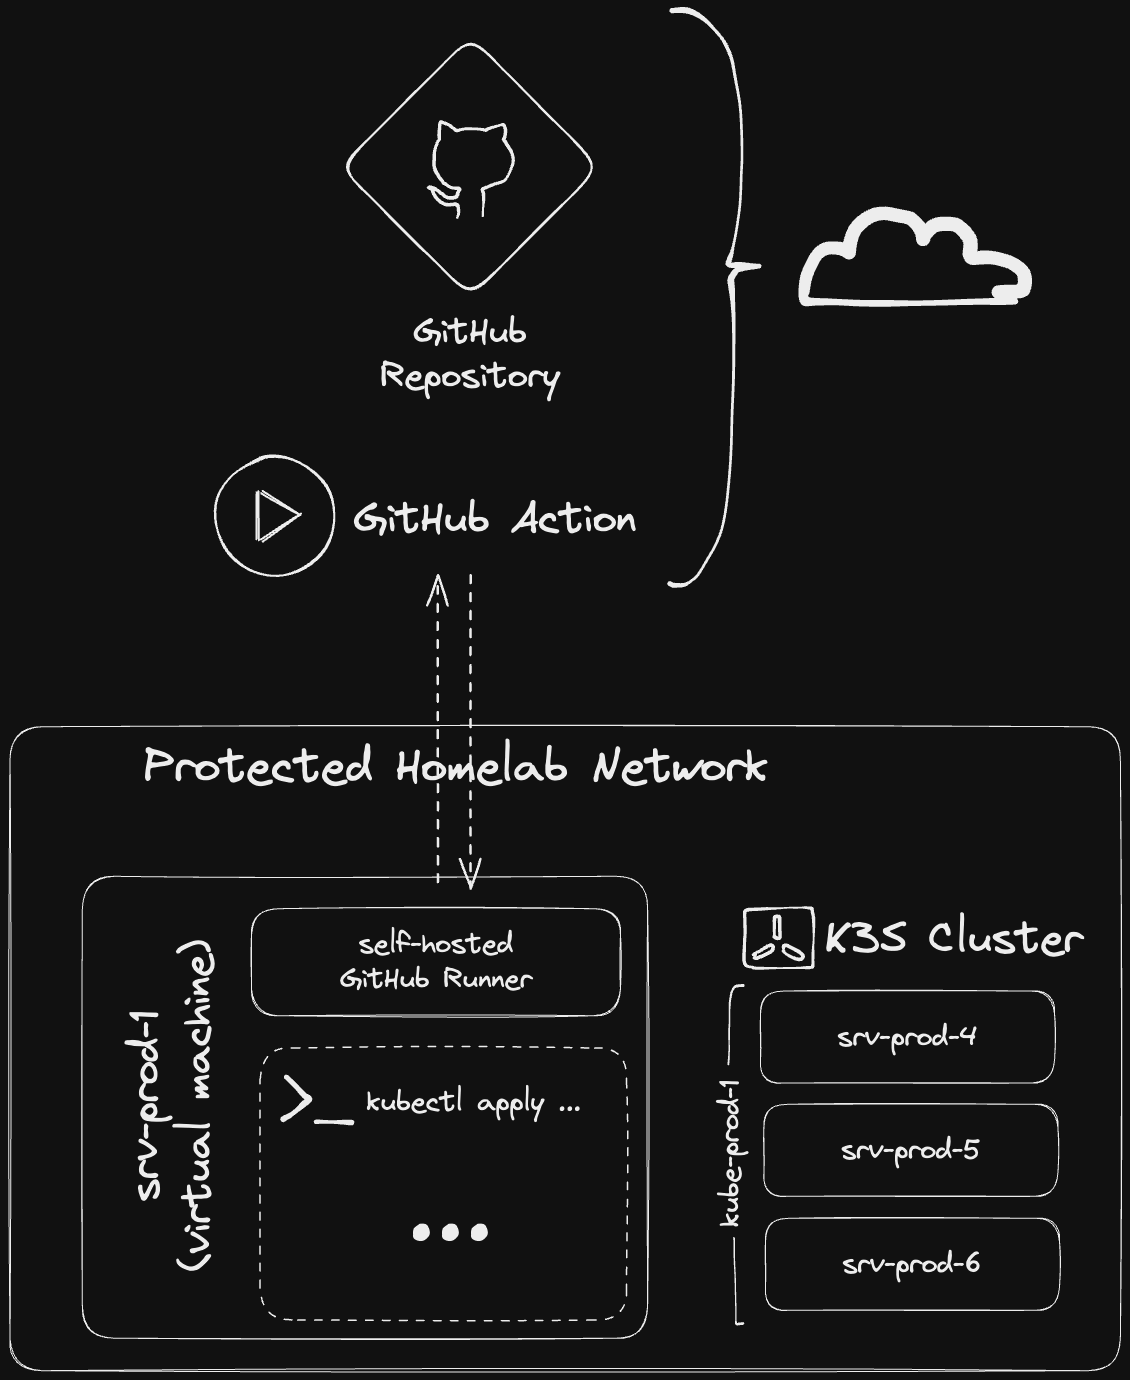 GitHub
Repository
GitHub Action
Protected Homelab Network
srv-prod-1
(virtual machine)
self-hosted
GitHub Runner
>_ kubectl apply ...
K3S Cluster
kube-prod-1
srv-prod-4
srv-prod-5
srv-prod-6